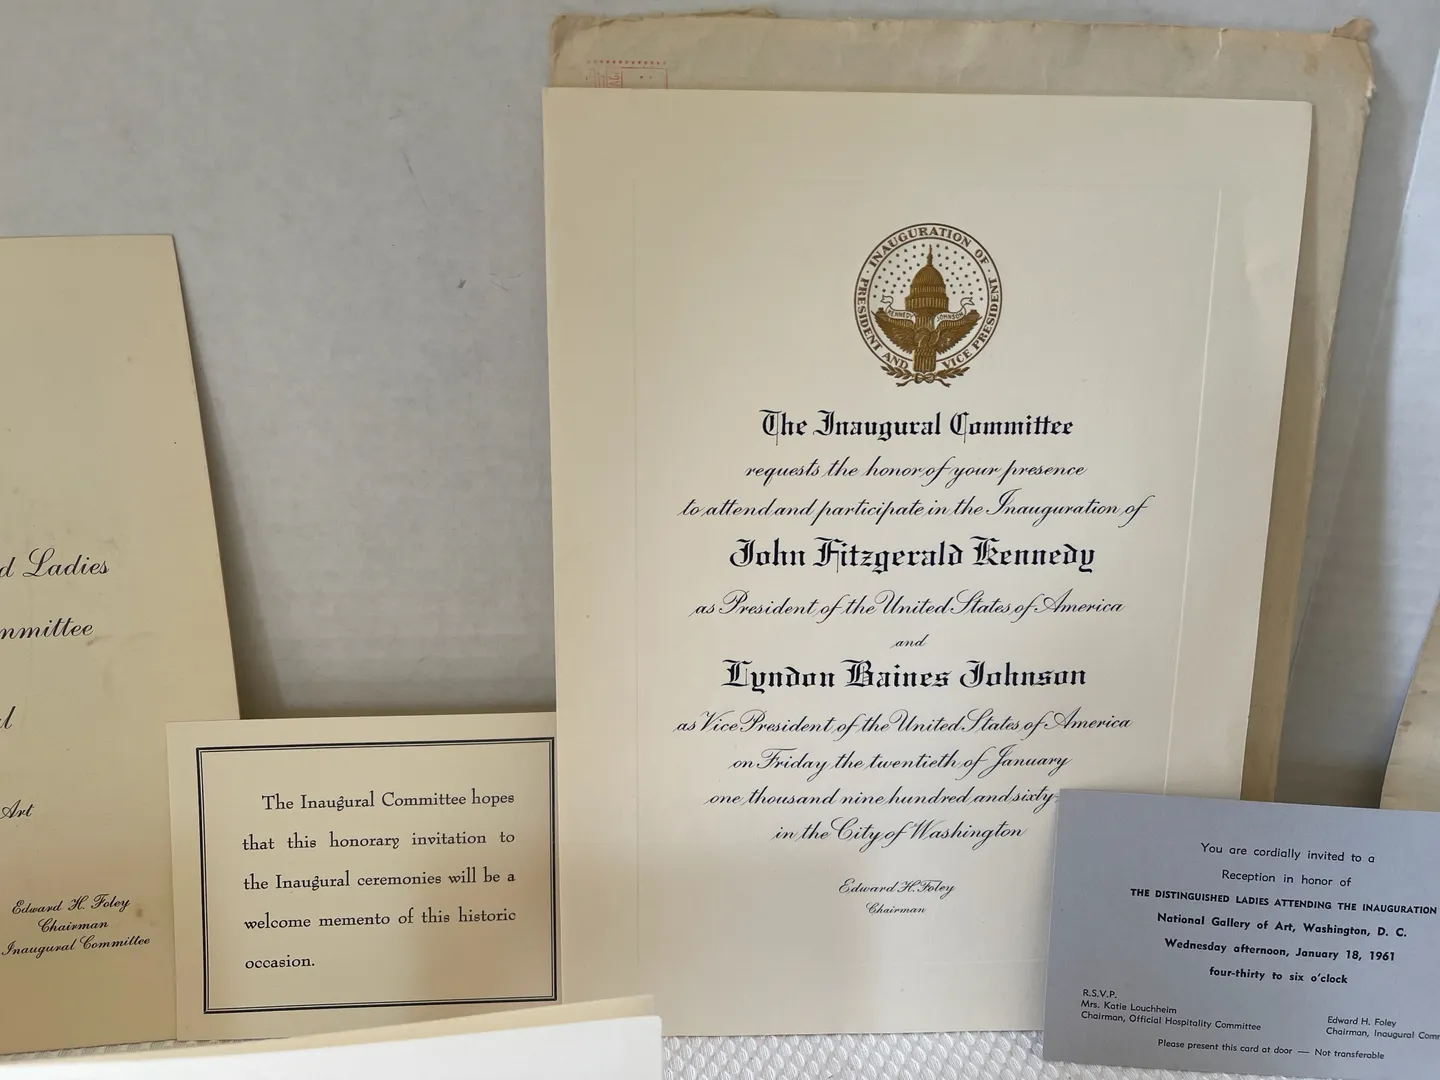 d Ladies
mmittee
l
Art
Edward H. Foley
Chairman
Inaugural Committee
The Inaugural Committee hopes
that this honorary invitation to
the Inaugural ceremonies will be a
welcome memento of this historic
occasion.
INAUGURATION OF
PRESIDENT AND VICE PRESIDENT
KENNEDY JOHNSON
The Inaugural Committee
requests the honor of your presence
to attend and participate in the Inauguration of
John Fitzgerald Kennedy
as President of the United States of America
and
Lyndon Baines Johnson
as Vice President of the United States of America
on Friday the twentieth of January
one thousand nine hundred and sixty-
in the City of Washington
Edward H. Foley
Chairman
You are cordially invited to a
Reception in honor of
THE DISTINGUISHED LADIES ATTENDING THE INAUGURATION
National Gallery of Art, Washington, D. C.
Wednesday afternoon, January 18, 1961
four-thirty to six o'clock
R.S.V.P.
Mrs. Katie Louchheim
Chairman, Official Hospitality Committee
Edward H. Foley
Chairman, Inaugural Com
Please present this card at door — Not transferable